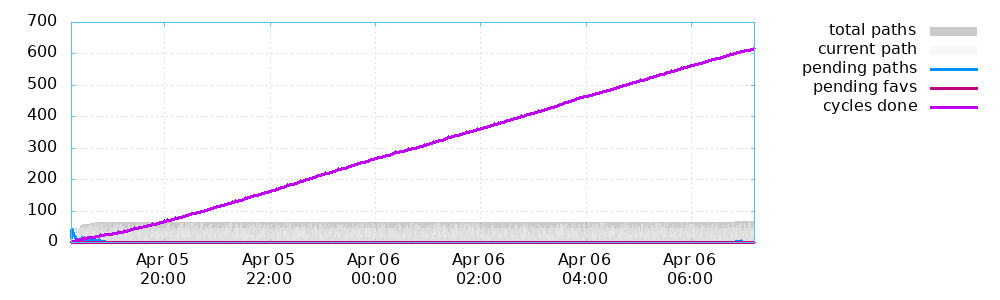 700
600
500
400
300
200
100
0
Apr 05 Apr 05 Apr 06 Apr 06 Apr 06 Apr 06
20:00 22:00 00:00 02:00 04:00 06:00
total paths
current path
pending paths
pending favs
cycles done